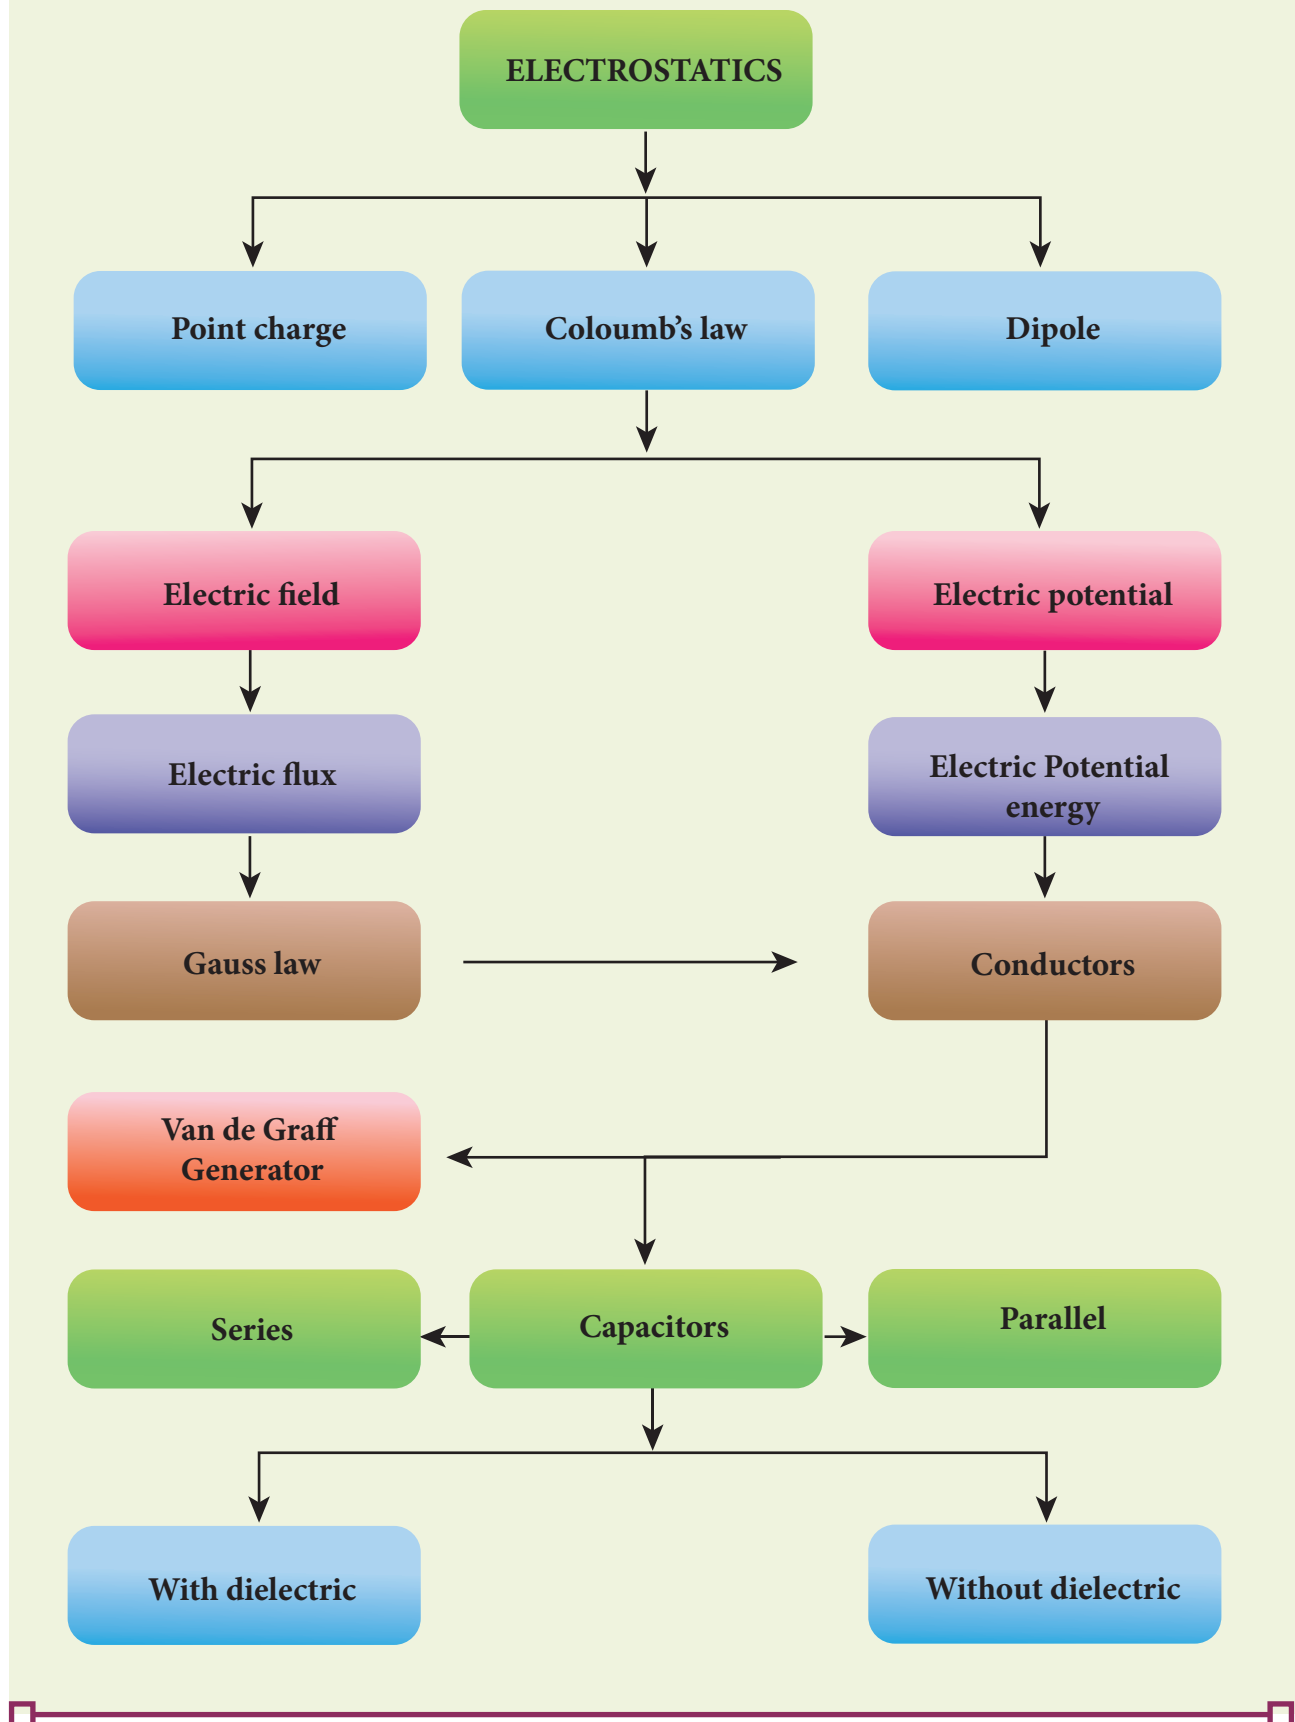 ELECTROSTATICS
Point charge
Coloumb's law
Dipole
Electric field
Electric potential
Electric flux
Electric Potential
energy
Gauss law
Conductors
Van de Graff
Generator
Series
Capacitors
Parallel
With dielectric
Without dielectric